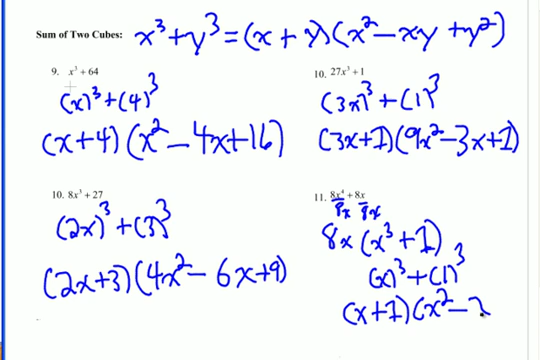 Sum of Two Cubes: x³ + y³ = (x + y)(x² - xy + y²)
9. x³ + 64
(x)³ + (4)³
(x + 4)(x² - 4x + 16)
10. 27x³ + 1
(3x)³ + (1)³
(3x + 1)(9x² - 3x + 1)
10. 8x³ + 27
(2x)³ + (3)³
(2x + 3)(4x² - 6x + 9)
11. 8x⁴ + 8x
8x 8x
8x (x³ + 1)
(x)³ + (1)³
(x + 1)(x² -